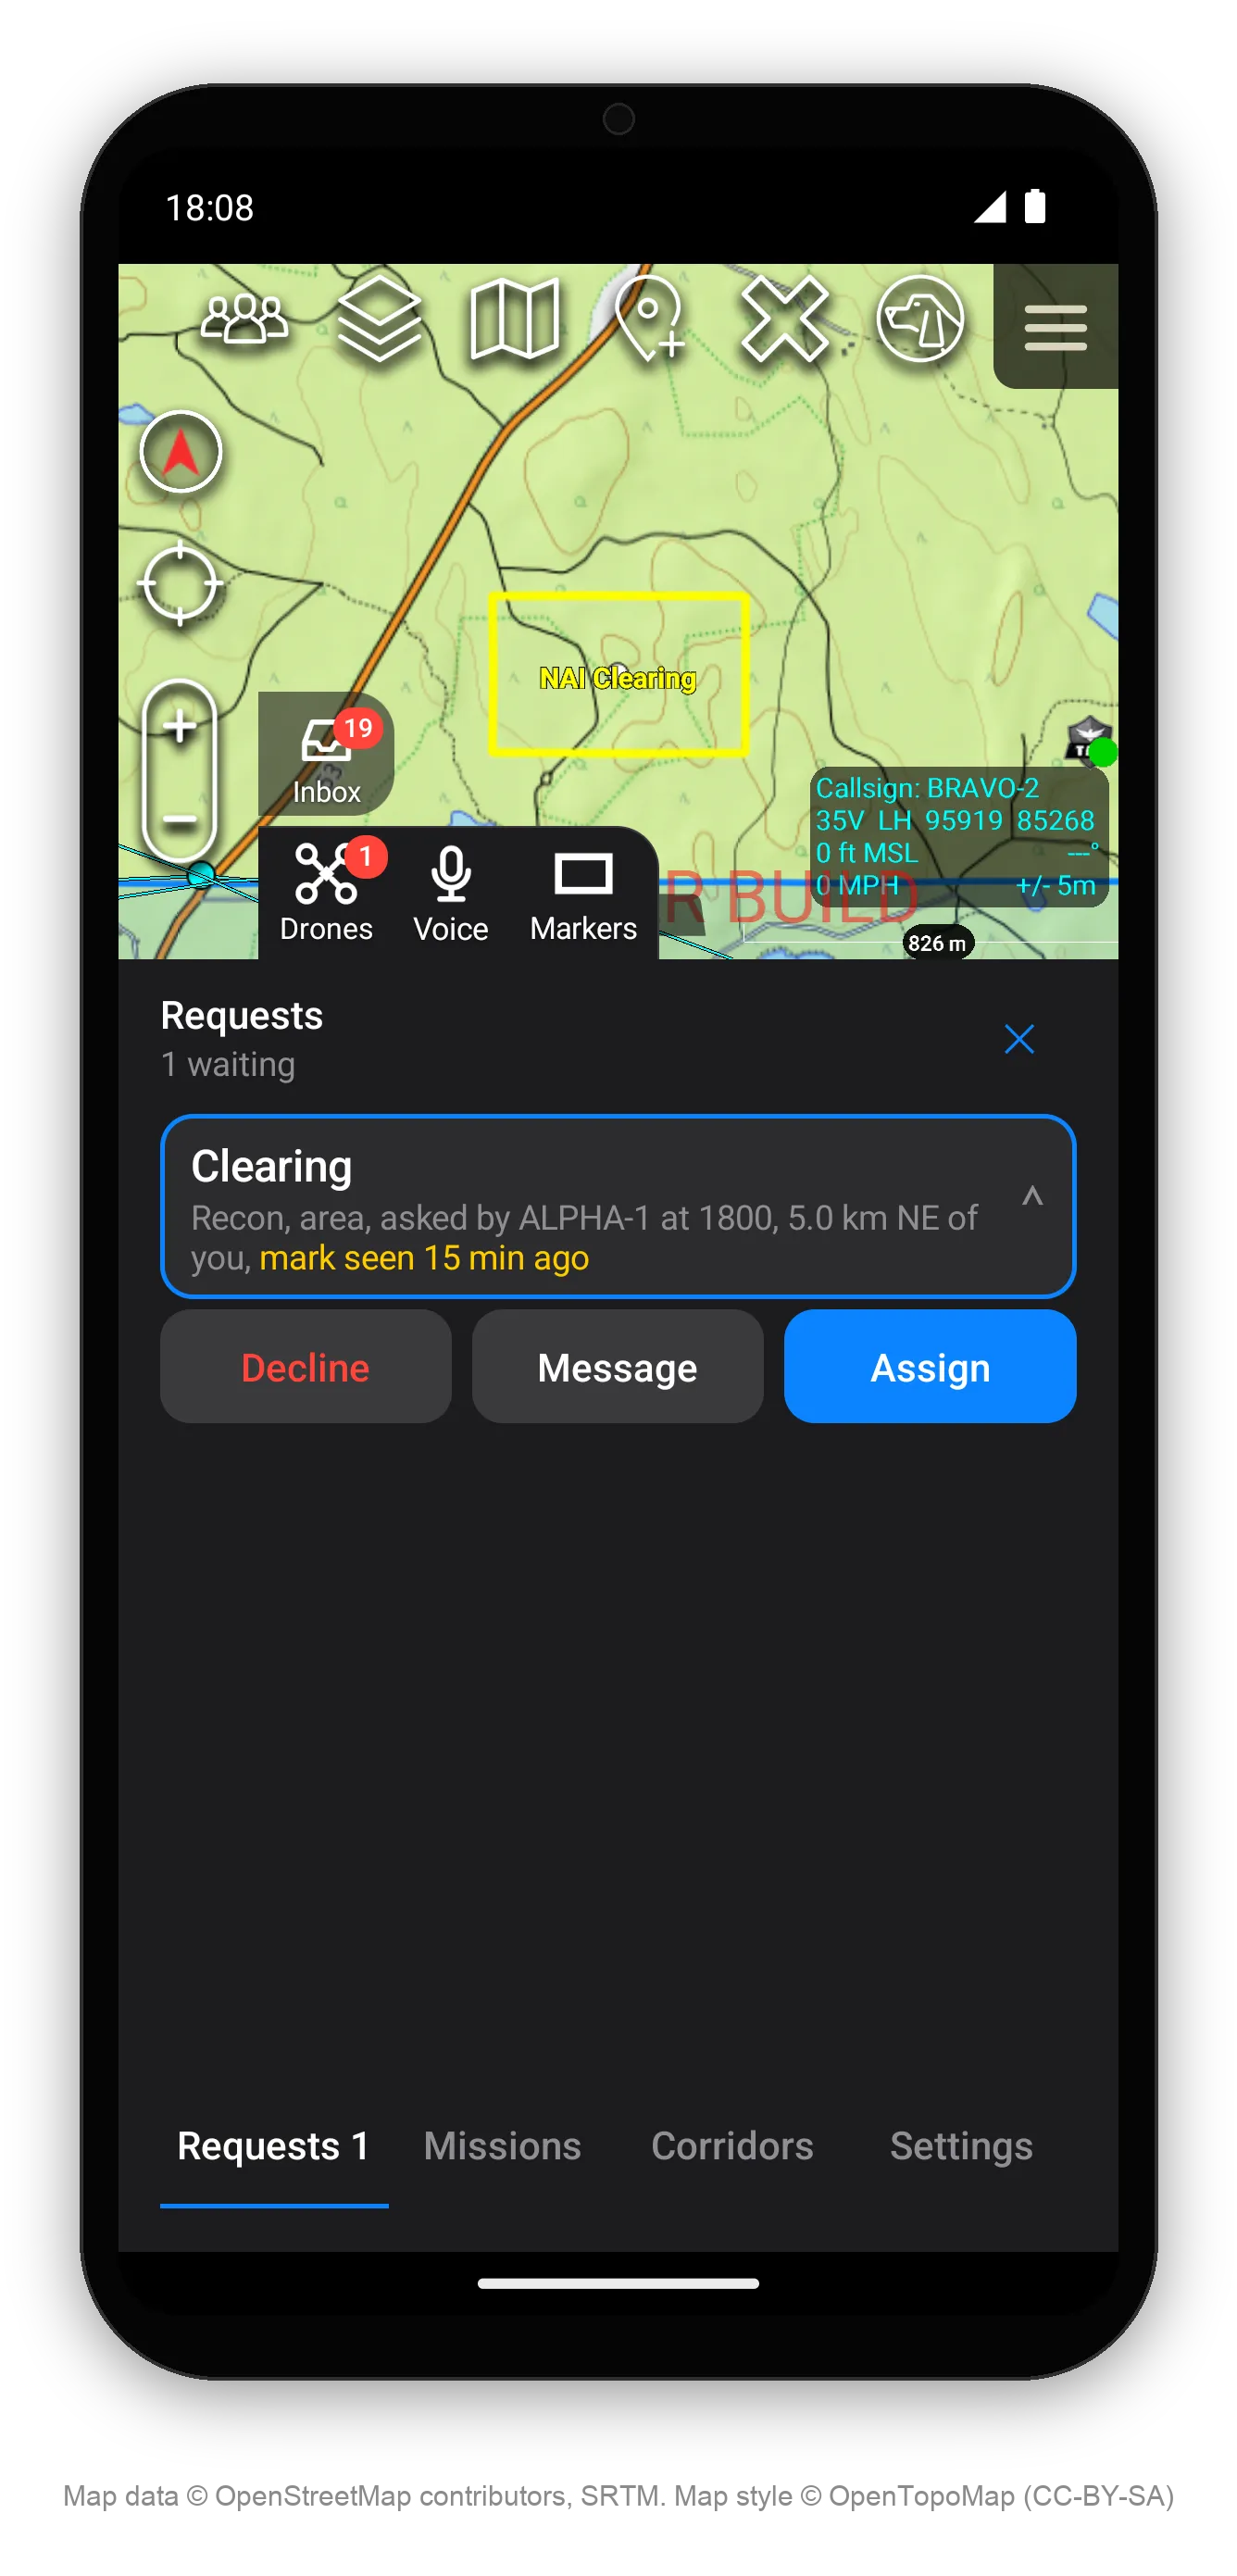 18:08
NAI Clearing
19
Inbox
Callsign: BRAVO-2
35V LH 95919 85268
0 ft MSL ---°
0 MPH +/- 5m
1
Drones Voice Markers
R BUILD
826 m
Requests
1 waiting
Clearing
Recon, area, asked by ALPHA-1 at 1800, 5.0 km NE of
you, mark seen 15 min ago
Decline Message Assign
Requests 1 Missions Corridors Settings
Map data © OpenStreetMap contributors, SRTM. Map style © OpenTopoMap (CC-BY-SA)